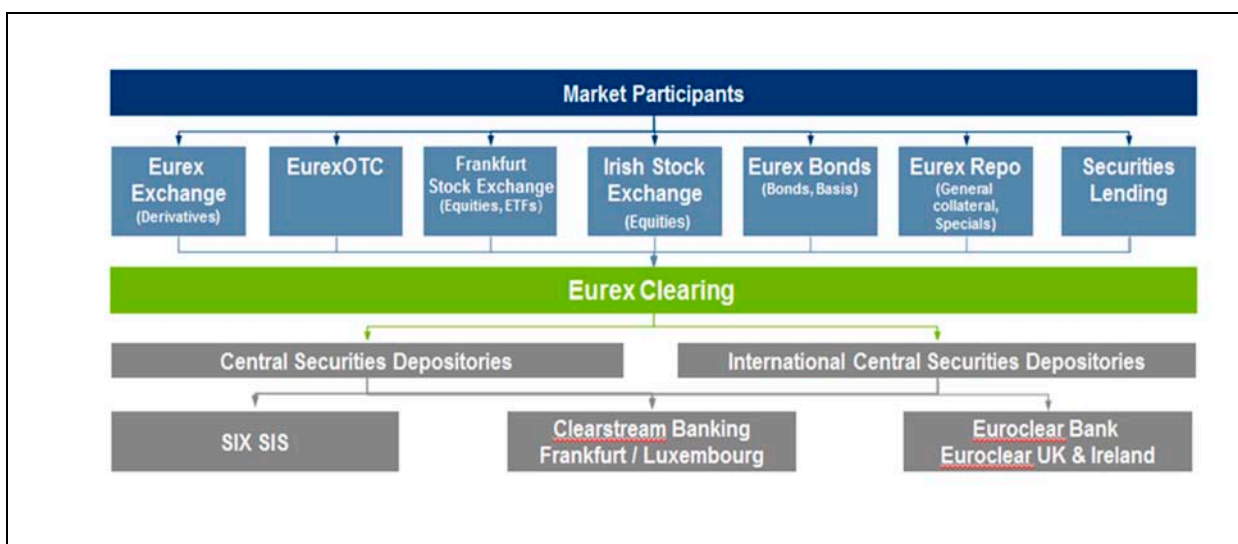 Market Participants
Eurex
Exchange
(Derivatives)
EurexOTC
Frankfurt
Stock Exchange
(Equities, ETFs)
Irish Stock
Exchange
(Equities)
Eurex Bonds
(Bonds, Basis)
Eurex Repo
(General
collateral,
Specials)
Securities
Lending
Eurex Clearing
Central Securities Depositories
International Central Securities Depositories
SIX SIS
Clearstream Banking
Frankfurt / Luxembourg
Euroclear Bank
Euroclear UK & Ireland